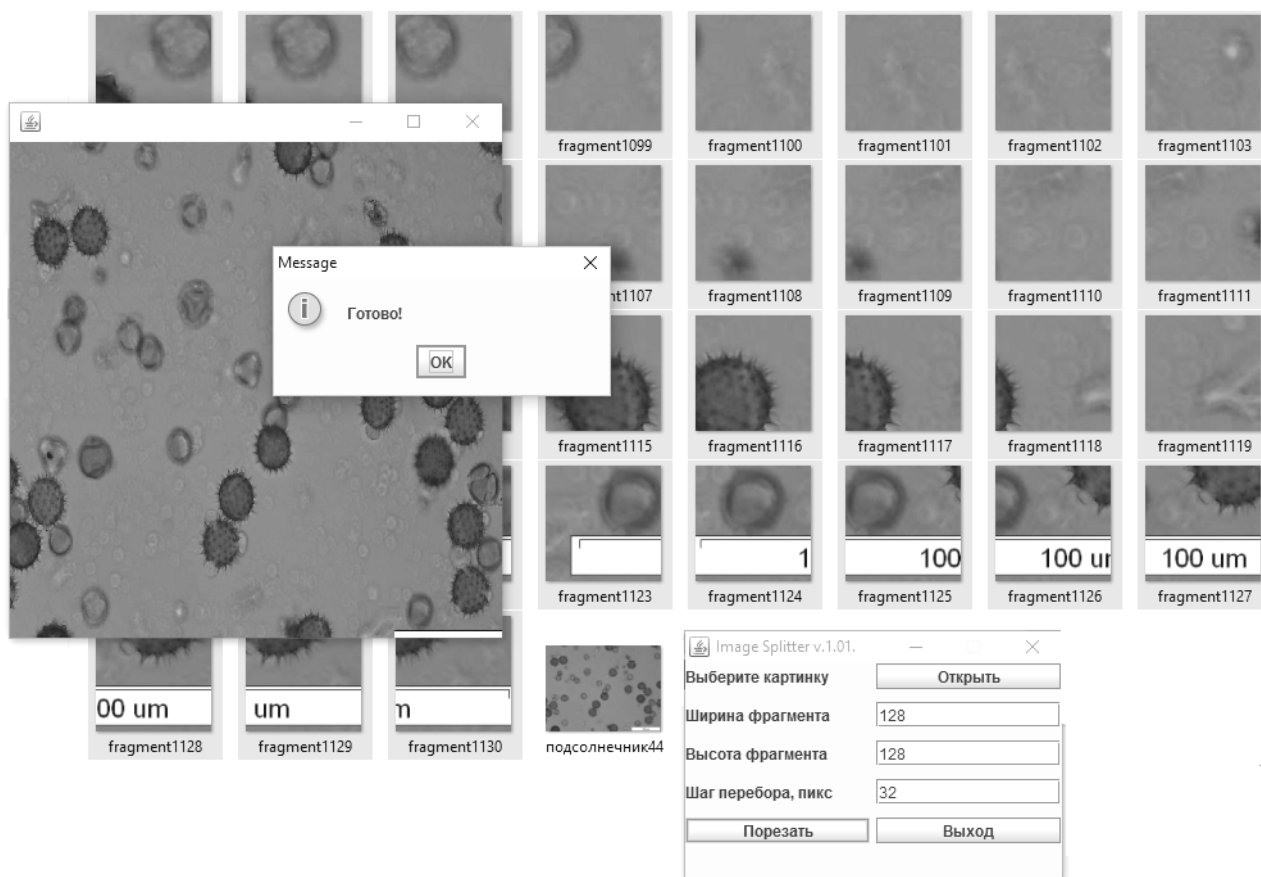 fragment1099
fragment1100
fragment1101
fragment1102
fragment1103
Message
Готово!
OK
nt1107
fragment1108
fragment1109
fragment1110
fragment1111
fragment1115
fragment1116
fragment1117
fragment1118
fragment1119
1
100
100 ur
100 um
fragment1123
fragment1124
fragment1125
fragment1126
fragment1127
00 um
um
m
fragment1128
fragment1129
fragment1130
подсолнечник44
Image Splitter v.1.01.
Выберите картинку
Открыть
Ширина фрагмента
128
Высота фрагмента
128
Шаг перебора, пикс
32
Порезать
Выход